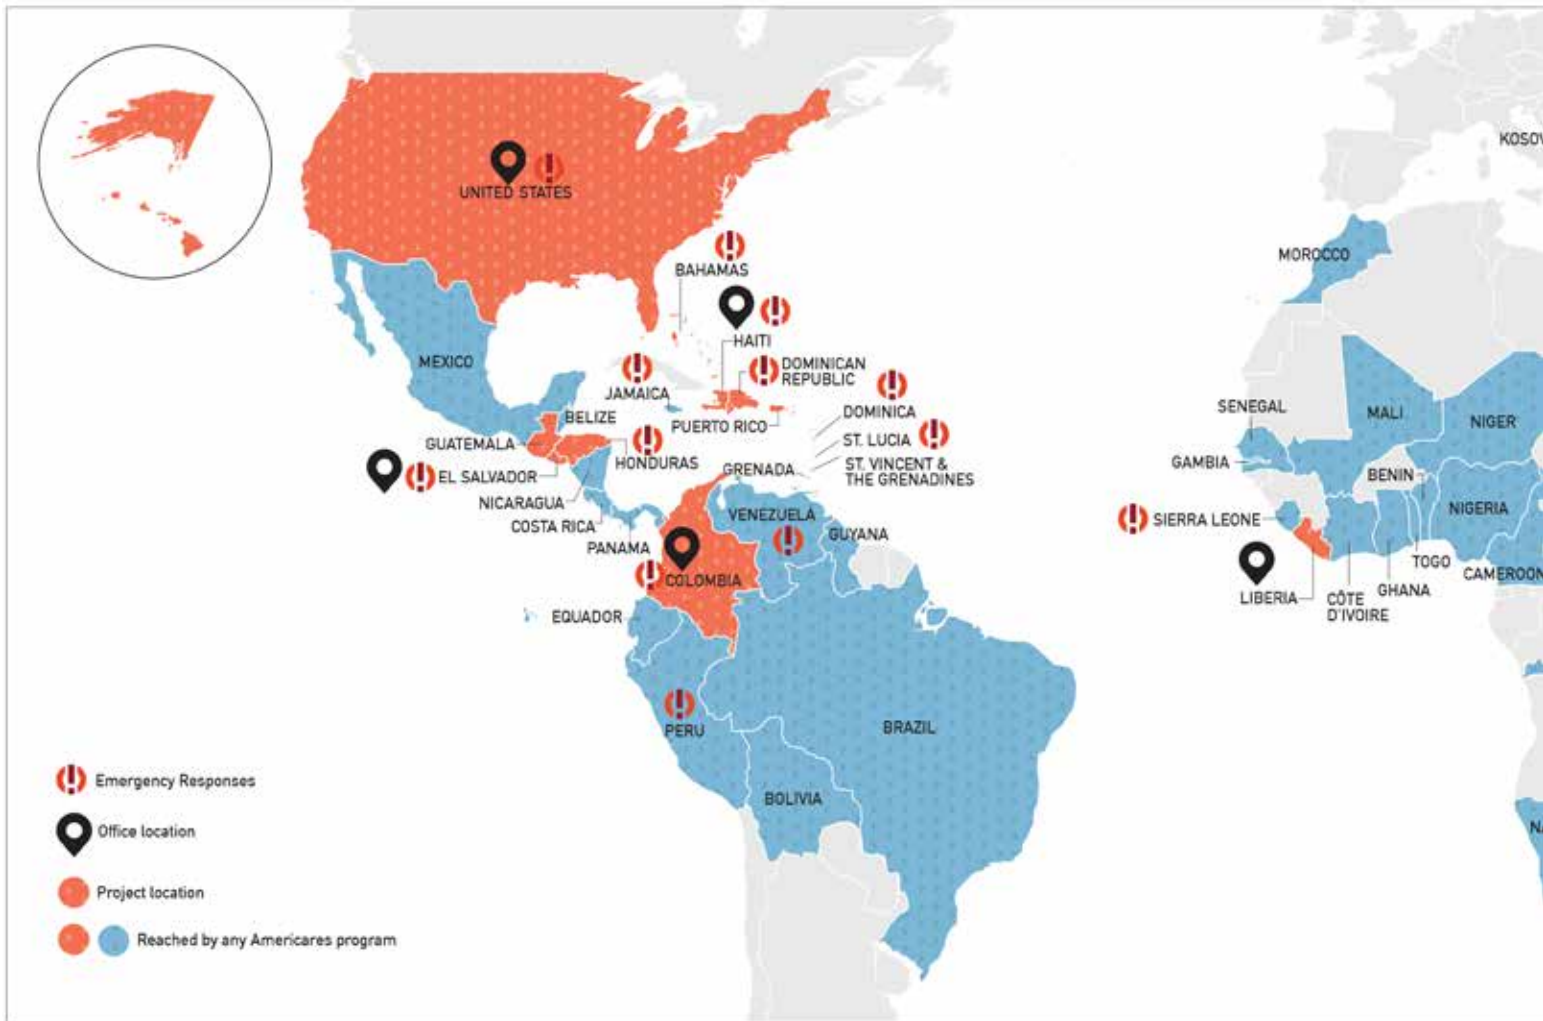 KOSOV
UNITED STATES
BAHAMAS
MOROCCO
HAITI
MEXICO
DOMINICAN
REPUBLIC
JAMAICA
DOMINICA
SENEGAL
MALI
NIGER
BELIZE
PUERTO RICO
GUATEMALA
ST. LUCIA
HONDURAS
GAMBIA
GRENADA
ST. VINCENT &
THE GRENADINES
BENIN
EL SALVADOR
NICARAGUA
VENEZUELA
NIGERIA
COSTA RICA
SIERRA LEONE
GUYANA
PANAMA
TOGO
COLOMBIA
CAMEROON
GHANA
LIBERIA
CÔTE
D'IVOIRE
EQUADOR
PERU
BRAZIL
BOLIVIA
NA
Emergency Responses
Office location
Project location
Reached by any Americares program